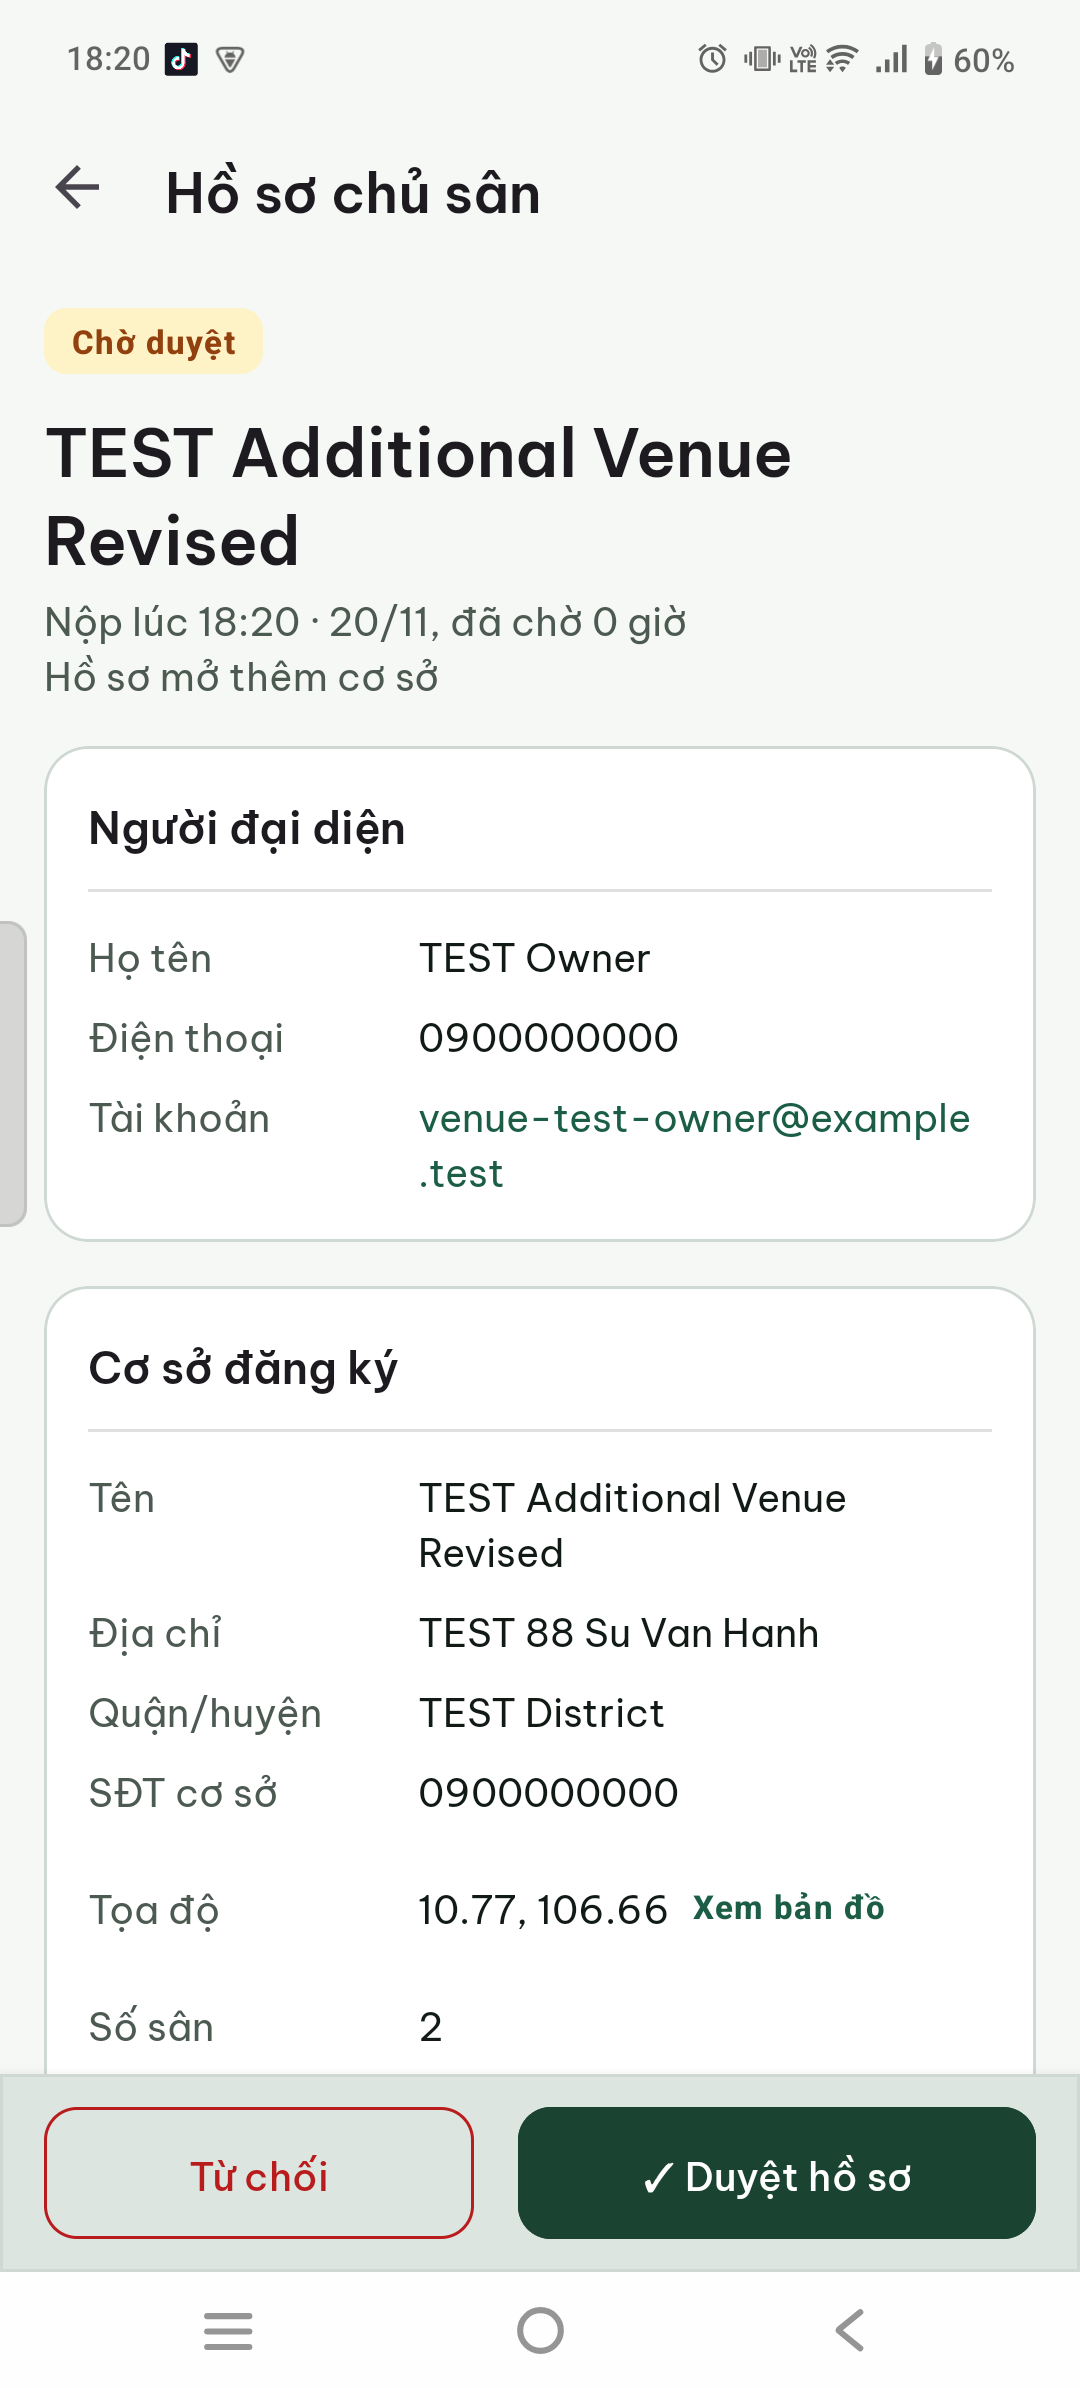 18:20
VoLTE
60%
Hồ sơ chủ sân
Chờ duyệt
TEST Additional Venue
Revised
Nộp lúc 18:20 · 20/11, đã chờ 0 giờ
Hồ sơ mở thêm cơ sở
Người đại diện
Họ tên TEST Owner
Điện thoại 0900000000
Tài khoản venue-test-owner@example
.test
Cơ sở đăng ký
Tên TEST Additional Venue
Revised
Địa chỉ TEST 88 Su Van Hanh
Quận/huyện TEST District
SĐT cơ sở 0900000000
Tọa độ 10.77, 106.66 Xem bản đồ
Số sân 2
Từ chối ✓ Duyệt hồ sơ